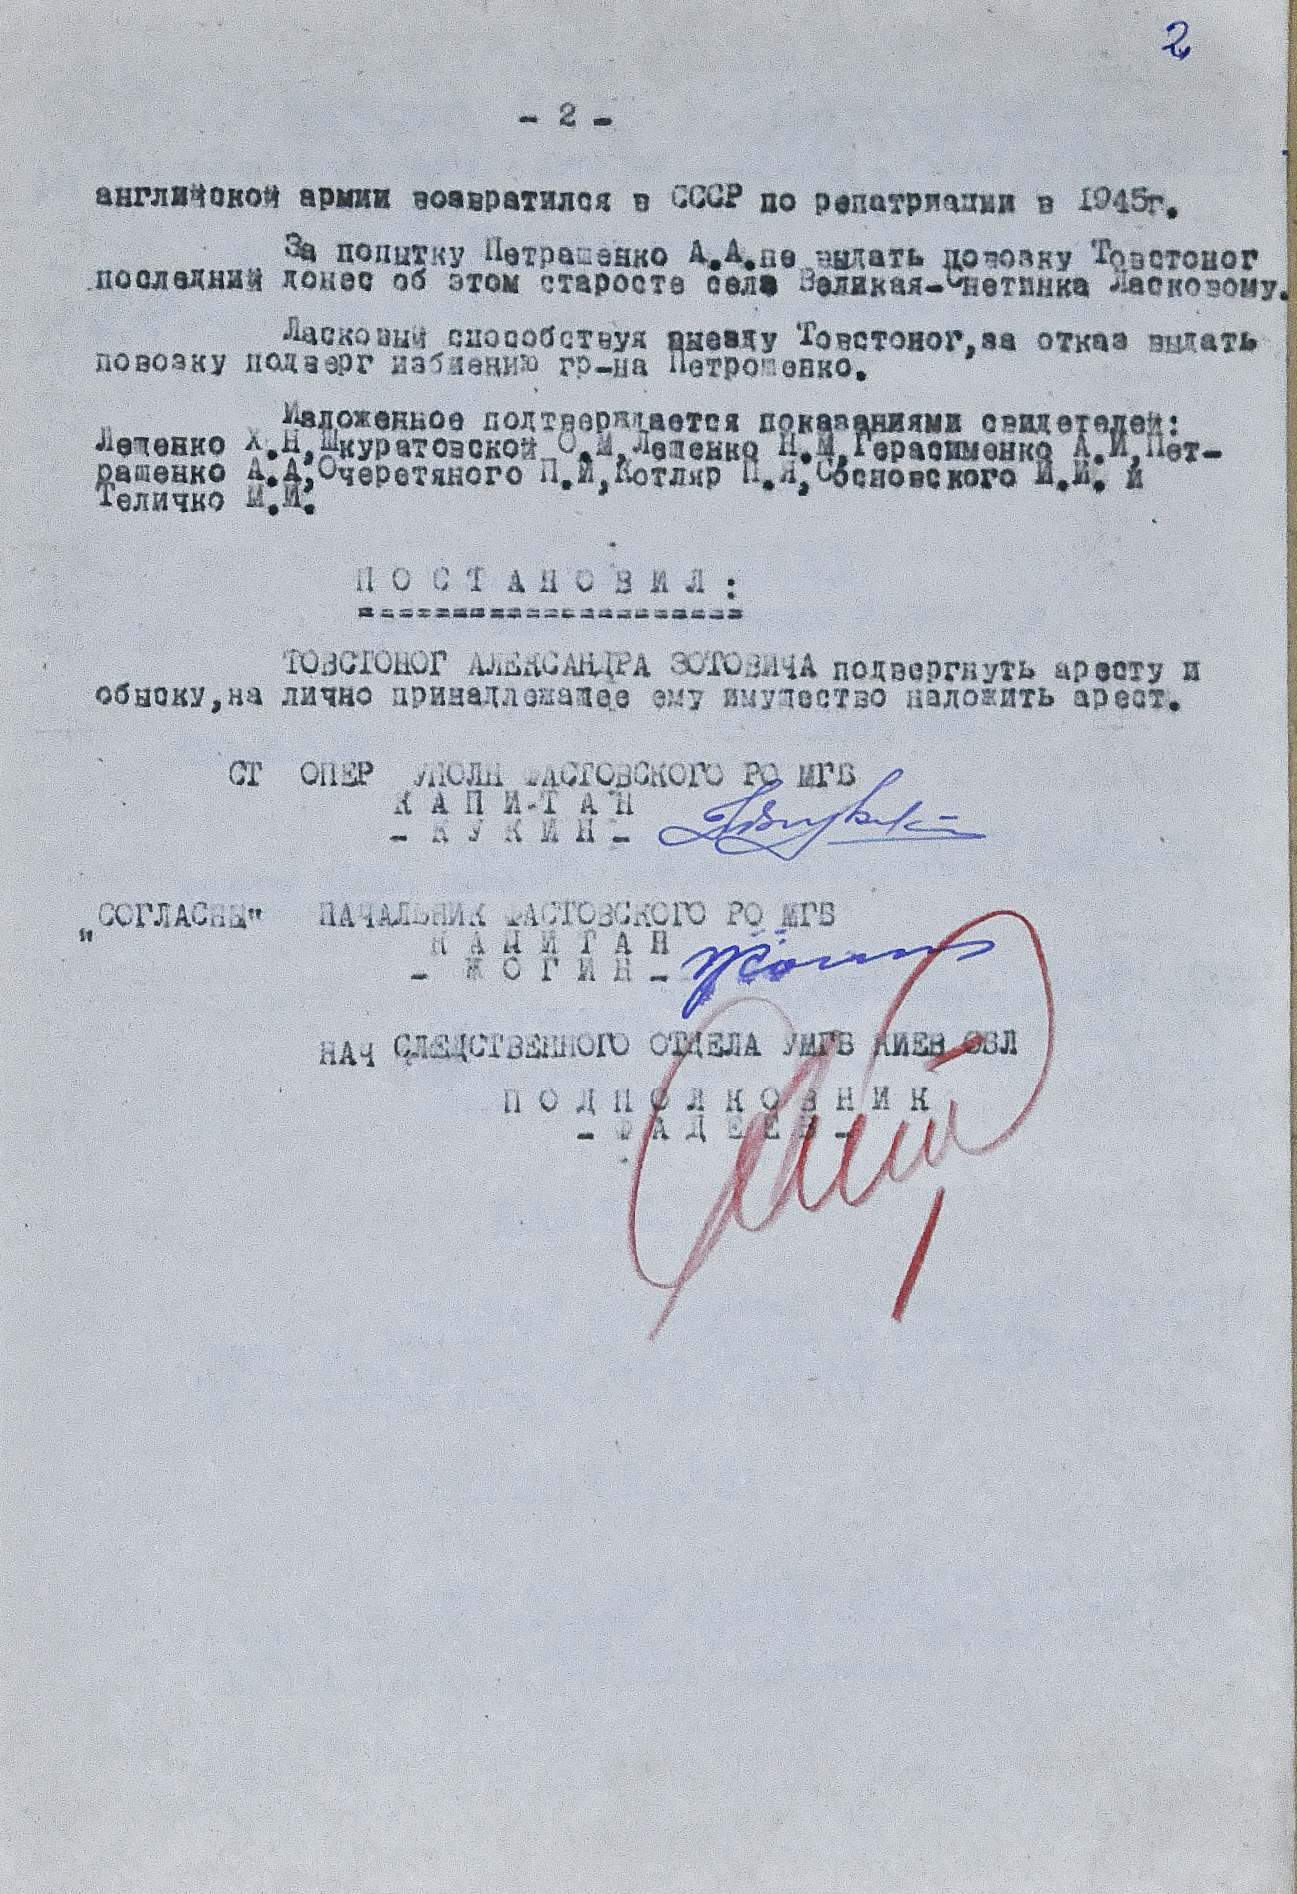 2
- 2 -
английской армии возвратился в СССР по репатриации в 1945г.
За попытку Петрашенко А.А.не выдать повозку Товстоног
последний донес об этом старосте села Великая-Снетинка Ласковому.
Ласковый способствуя выезду Товстоног,за отказ выдать
повозку подверг избиению гр-на Петрошенко.
Изложенное подтверждается показаниями свидетелей:
Лещенко Х.Н,Шкуратовской О.М,Лещенко Н.М,Герасименко А.И,Пет-
рашенко А.А,Очеретяного П.И,Котляр П.Я,Сосновского И.И. и
Теличко И.И.
П О С Т А Н О В И Л :
=====================
ТОВСТОНОГ АЛЕКСАНДРА ЗОТОВИЧА подвергнуть аресту и
обыску,на лично принадлежащее ему имущество наложить арест.
СТ ОПЕР УПОЛН ФАСТОВСКОГО РО МГБ
К А П И-Т А Н
- К У К И Н -
"СОГЛАСНЫ" НАЧАЛЬНИК ФАСТОВСКОГО РО МГБ
К А П И Т А Н
- Ж О Г И Н -
НАЧ СЛЕДСТВЕННОГО ОТДЕЛА УМГБ КИЕВ ОБЛ
П О Д П О Л К О В Н И К
- Ф А Д Е Е В -